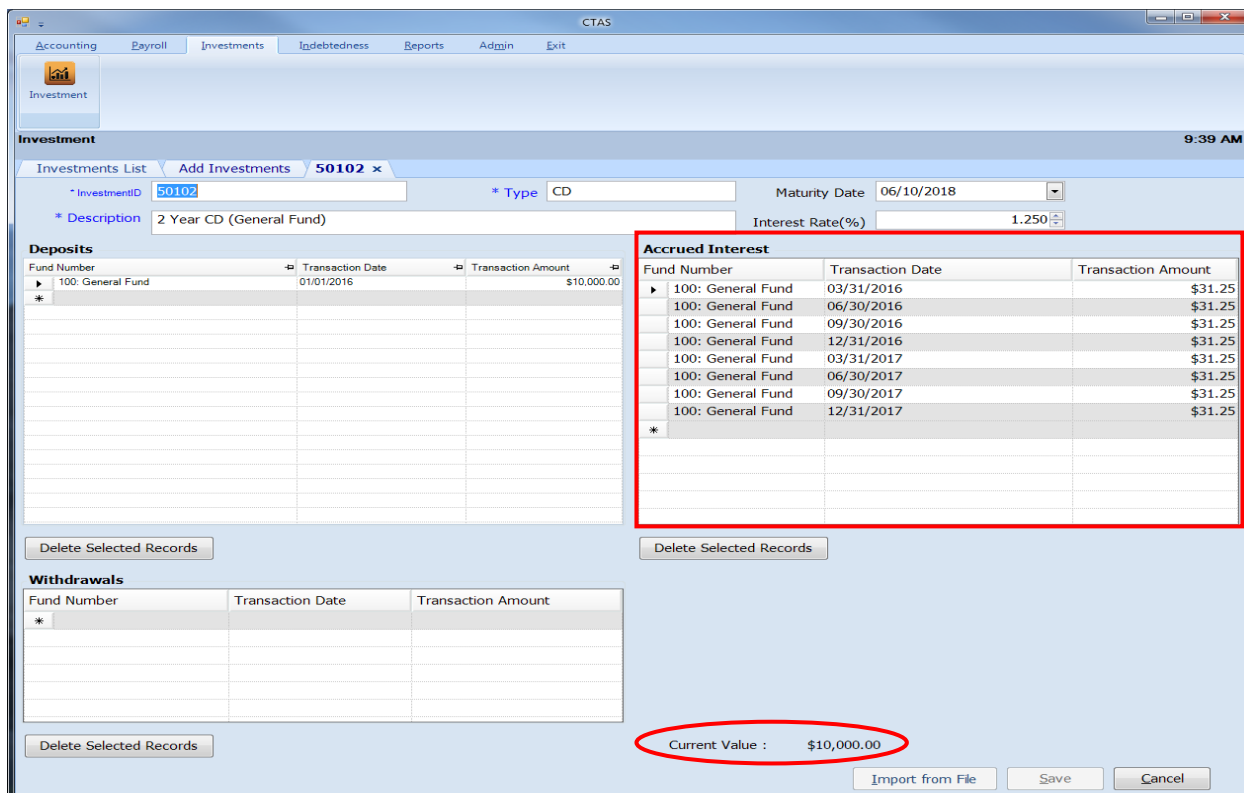 CTAS
Accounting Payroll Investments Indebtedness Reports Admin Exit
Investment
Investment 9:39 AM
Investments List Add Investments 50102 ×
* InvestmentID 50102 * Type CD Maturity Date 06/10/2018
* Description 2 Year CD (General Fund) Interest Rate(%) 1.250
Deposits
Fund Number Transaction Date Transaction Amount
100: General Fund 01/01/2016 $10,000.00
*
Accrued Interest
Fund Number Transaction Date Transaction Amount
100: General Fund 03/31/2016 $31.25
100: General Fund 06/30/2016 $31.25
100: General Fund 09/30/2016 $31.25
100: General Fund 12/31/2016 $31.25
100: General Fund 03/31/2017 $31.25
100: General Fund 06/30/2017 $31.25
100: General Fund 09/30/2017 $31.25
100: General Fund 12/31/2017 $31.25
*
Delete Selected Records Delete Selected Records
Withdrawals
Fund Number Transaction Date Transaction Amount
*
Delete Selected Records
Current Value : $10,000.00
Import from File Save Cancel